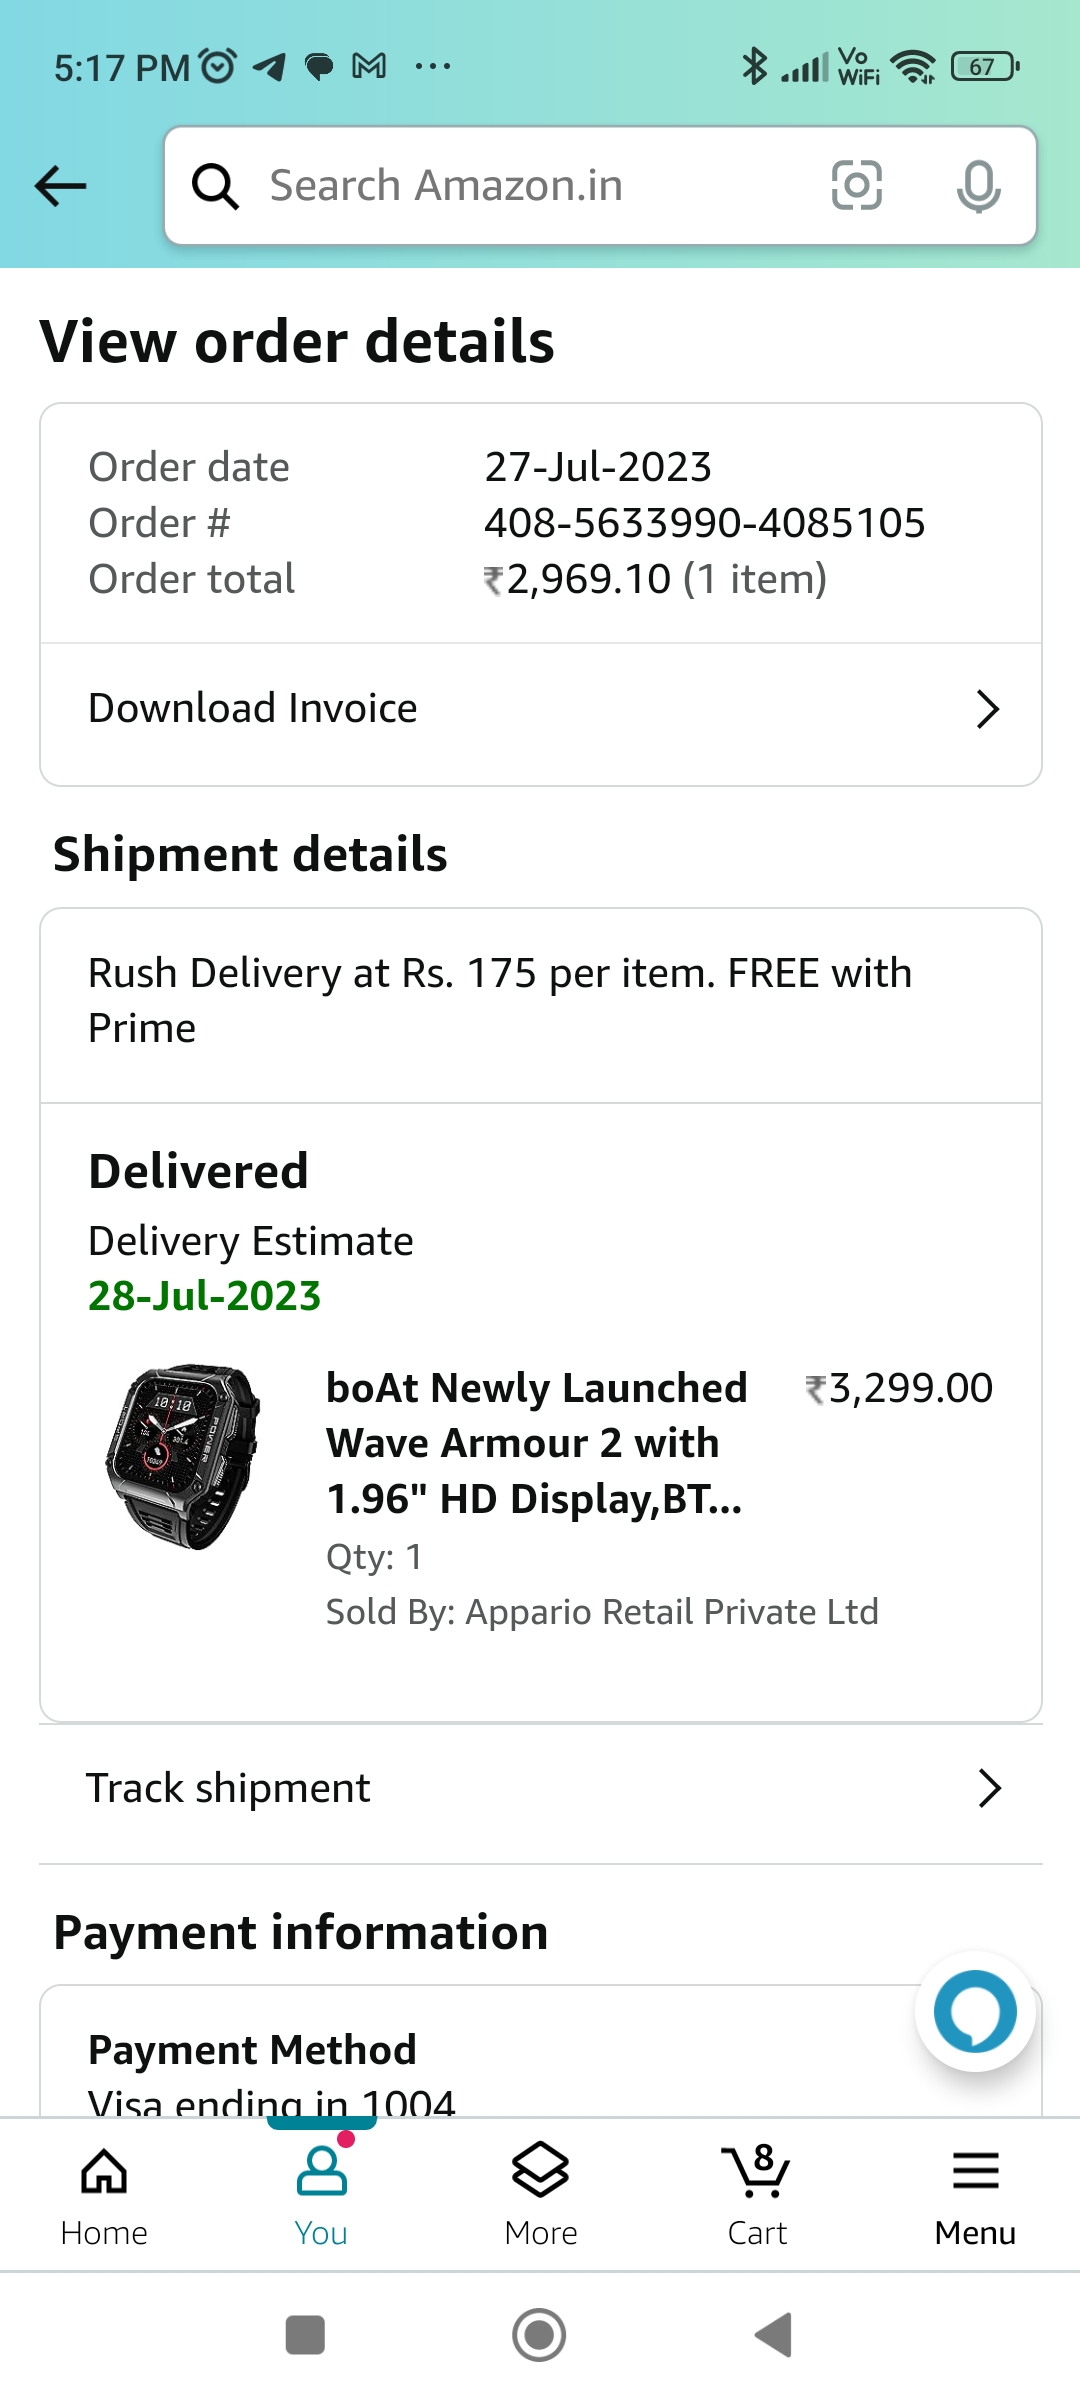 5:17 PM
Vo
WiFi
67
Search Amazon.in
View order details
Order date 27-Jul-2023
Order # 408-5633990-4085105
Order total ₹2,969.10 (1 item)
Download Invoice
Shipment details
Rush Delivery at Rs. 175 per item. FREE with
Prime
Delivered
Delivery Estimate
28-Jul-2023
boAt Newly Launched ₹3,299.00
Wave Armour 2 with
1.96" HD Display,BT...
Qty: 1
Sold By: Appario Retail Private Ltd
Track shipment
Payment information
Payment Method
Visa ending in 1004
8
Home You More Cart Menu